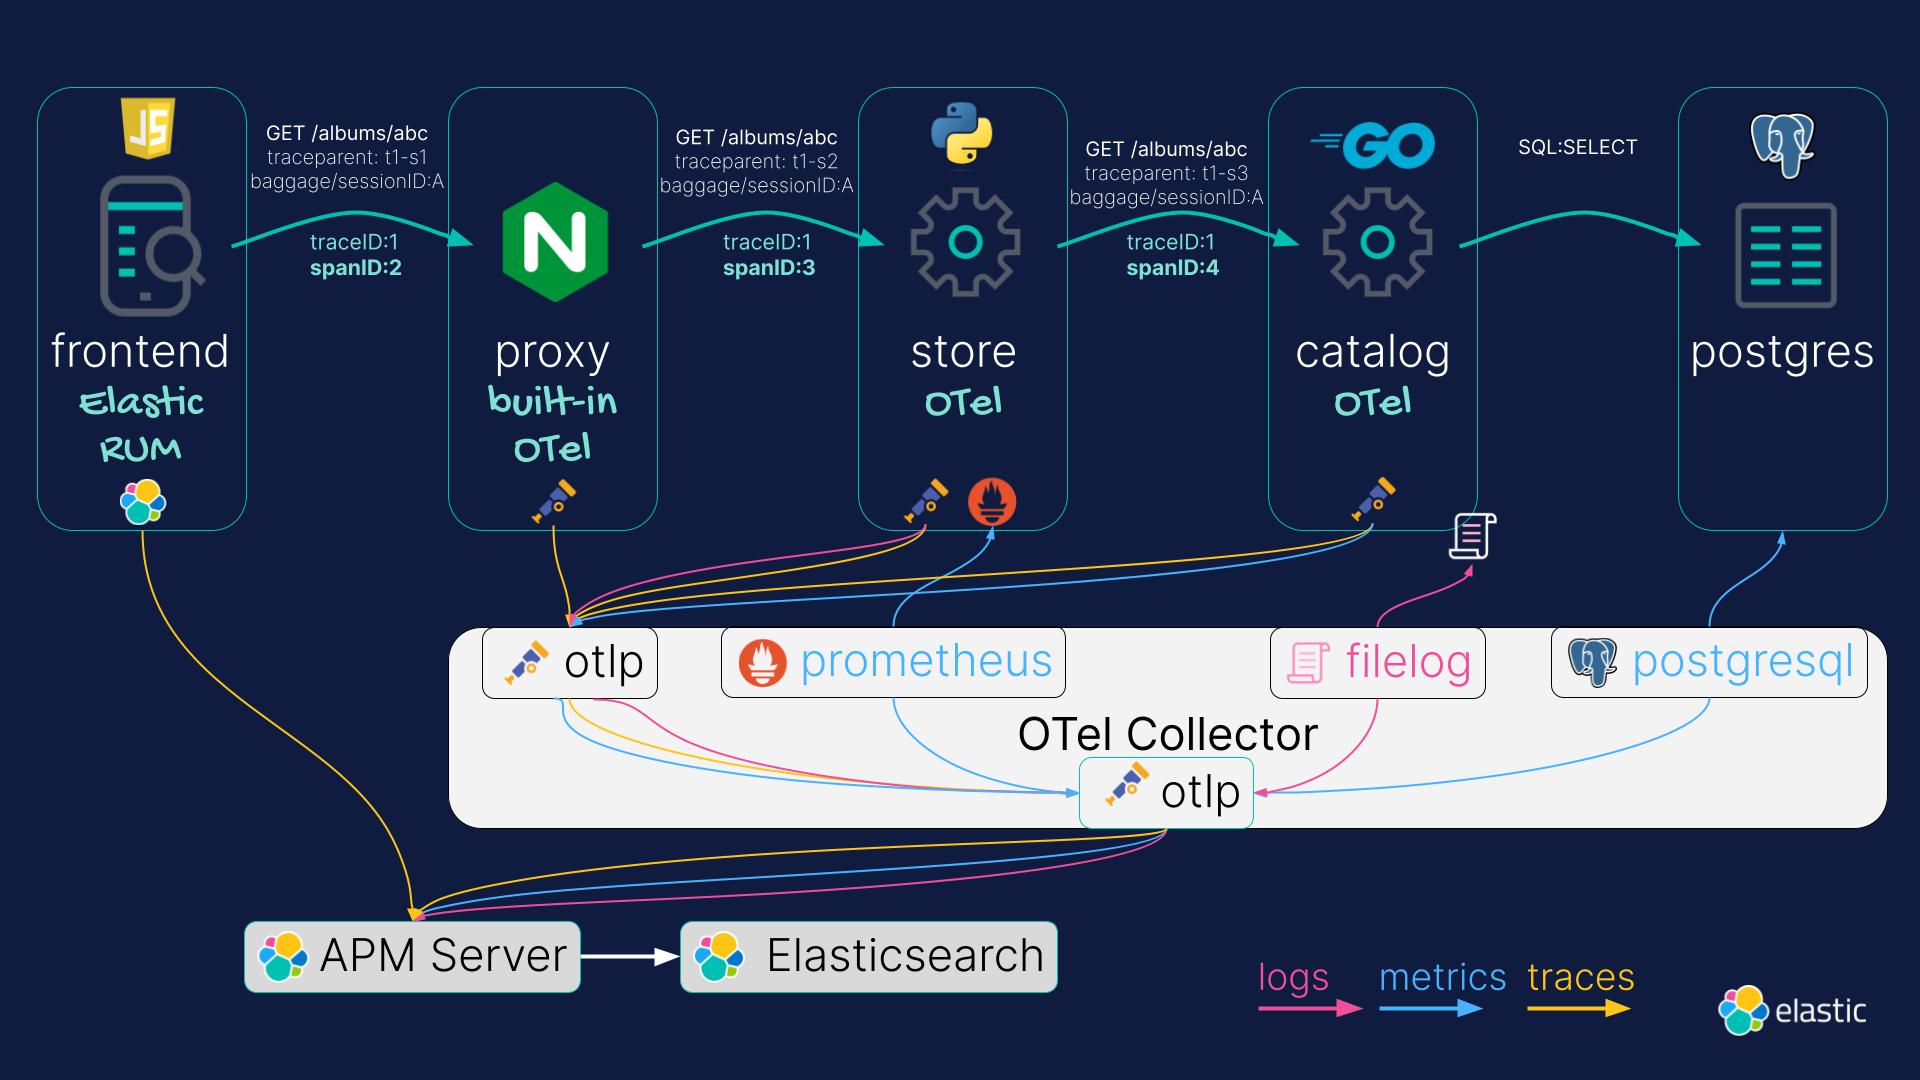 JS
GET /albums/abc
traceparent: t1-s1
baggage/sessionID:A
traceID:1
spanID:2
GET /albums/abc
traceparent: t1-s2
baggage/sessionID:A
traceID:1
spanID:3
GET /albums/abc
traceparent: t1-s3
baggage/sessionID:A
traceID:1
spanID:4
GO
SQL:SELECT
N
frontend
Elastic
RUM
proxy
built-in
OTel
store
OTel
catalog
OTel
postgres
otlp
prometheus
filelog
postgresql
OTel Collector
otlp
APM Server
Elasticsearch
logs
metrics
traces
elastic